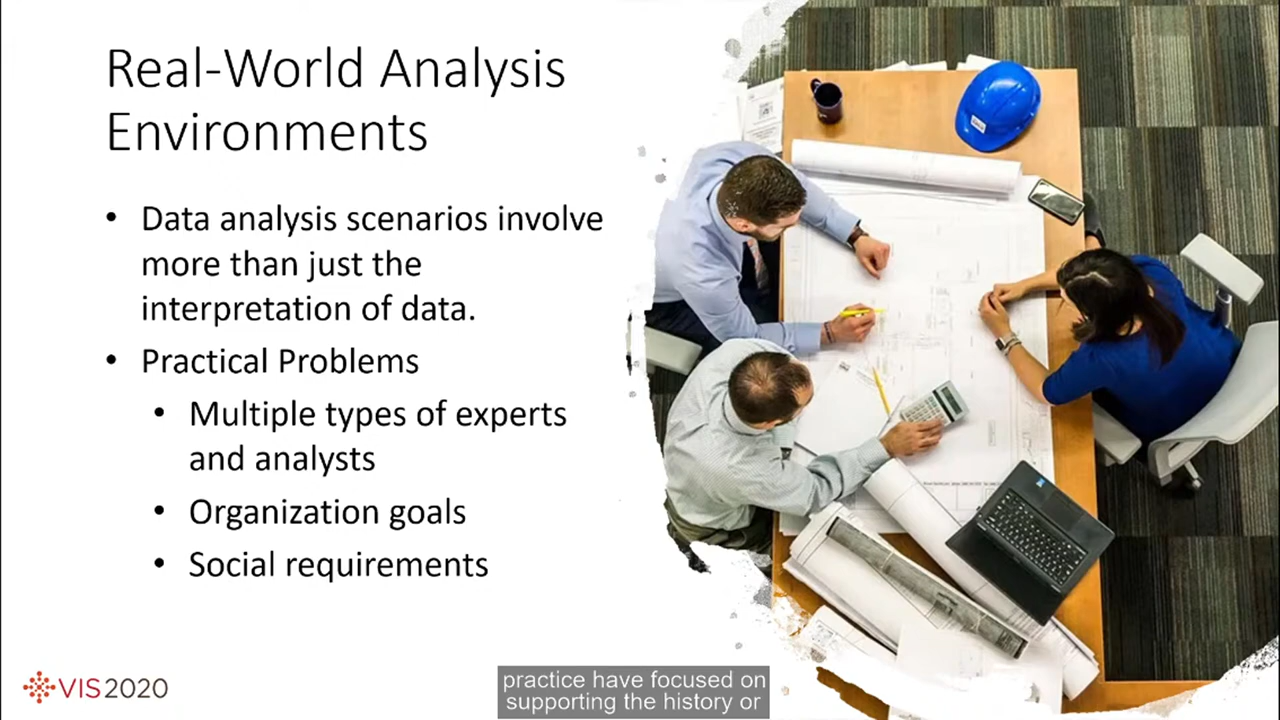 Real-World Analysis
Environments
• Data analysis scenarios involve
more than just the
interpretation of data.
• Practical Problems
• Multiple types of experts
and analysts
• Organization goals
• Social requirements
VIS2020
practice have focused on
supporting the history or